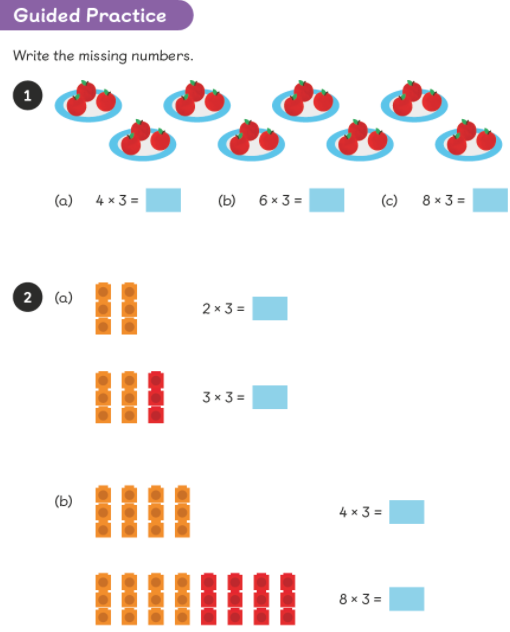 Guided Practice
Write the missing numbers.
1
(a) 4 × 3 =
(b) 6 × 3 =
(c) 8 × 3 =
2
(a)
2 × 3 =
3 × 3 =
(b)
4 × 3 =
8 × 3 =